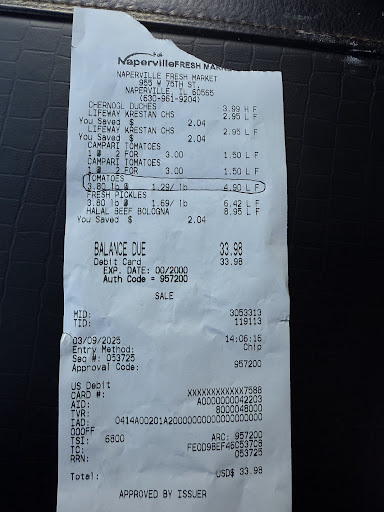 Naperville FRESH MARK
NAPERVILLE FRESH MARKET
955 W 75TH ST
NAPERVILLE, IL 60565
(630-961-9204)
CHERNOGL DUCHES 3.99 H F
LIFEWAY KRESTAN CHS 2.95 L F
You Saved $ 2.04
LIFEWAY KRESTAN CHS 2.95 L F
You Saved $ 2.04
CAMPARI TOMATOES
1 @ 2 FOR 3.00 1.50 L F
CAMPARI TOMATOES
1 @ 2 FOR 3.00 1.50 L F
TOMATOES
3.80 lb @ 1.29/ lb 4.90 L F
FRESH PICKLES
3.80 lb @ 1.69/ lb 6.42 L F
HALAL BEEF BOLOGNA 8.95 L F
You Saved $ 2.04
BALANCE DUE 33.98
Debit Card 33.98
EXP. DATE: 00/2000
Auth Code = 957200
SALE
MID: 3053313
TID: 119113
03/09/2025 14:06:16
Entry Method: Chip
Seq #: 053725
Approval Code: 957200
US Debit
CARD #: XXXXXXXXXXXX7588
AID: A0000000042203
TVR: 8000048000
IAD: 0414A00201A2000000000000000000
000FF
TSI: 6800 ARC: 957200
TC: FE0D9BEF46C537C8
RRN: 053725
Total: USD$ 33.98
APPROVED BY ISSUER